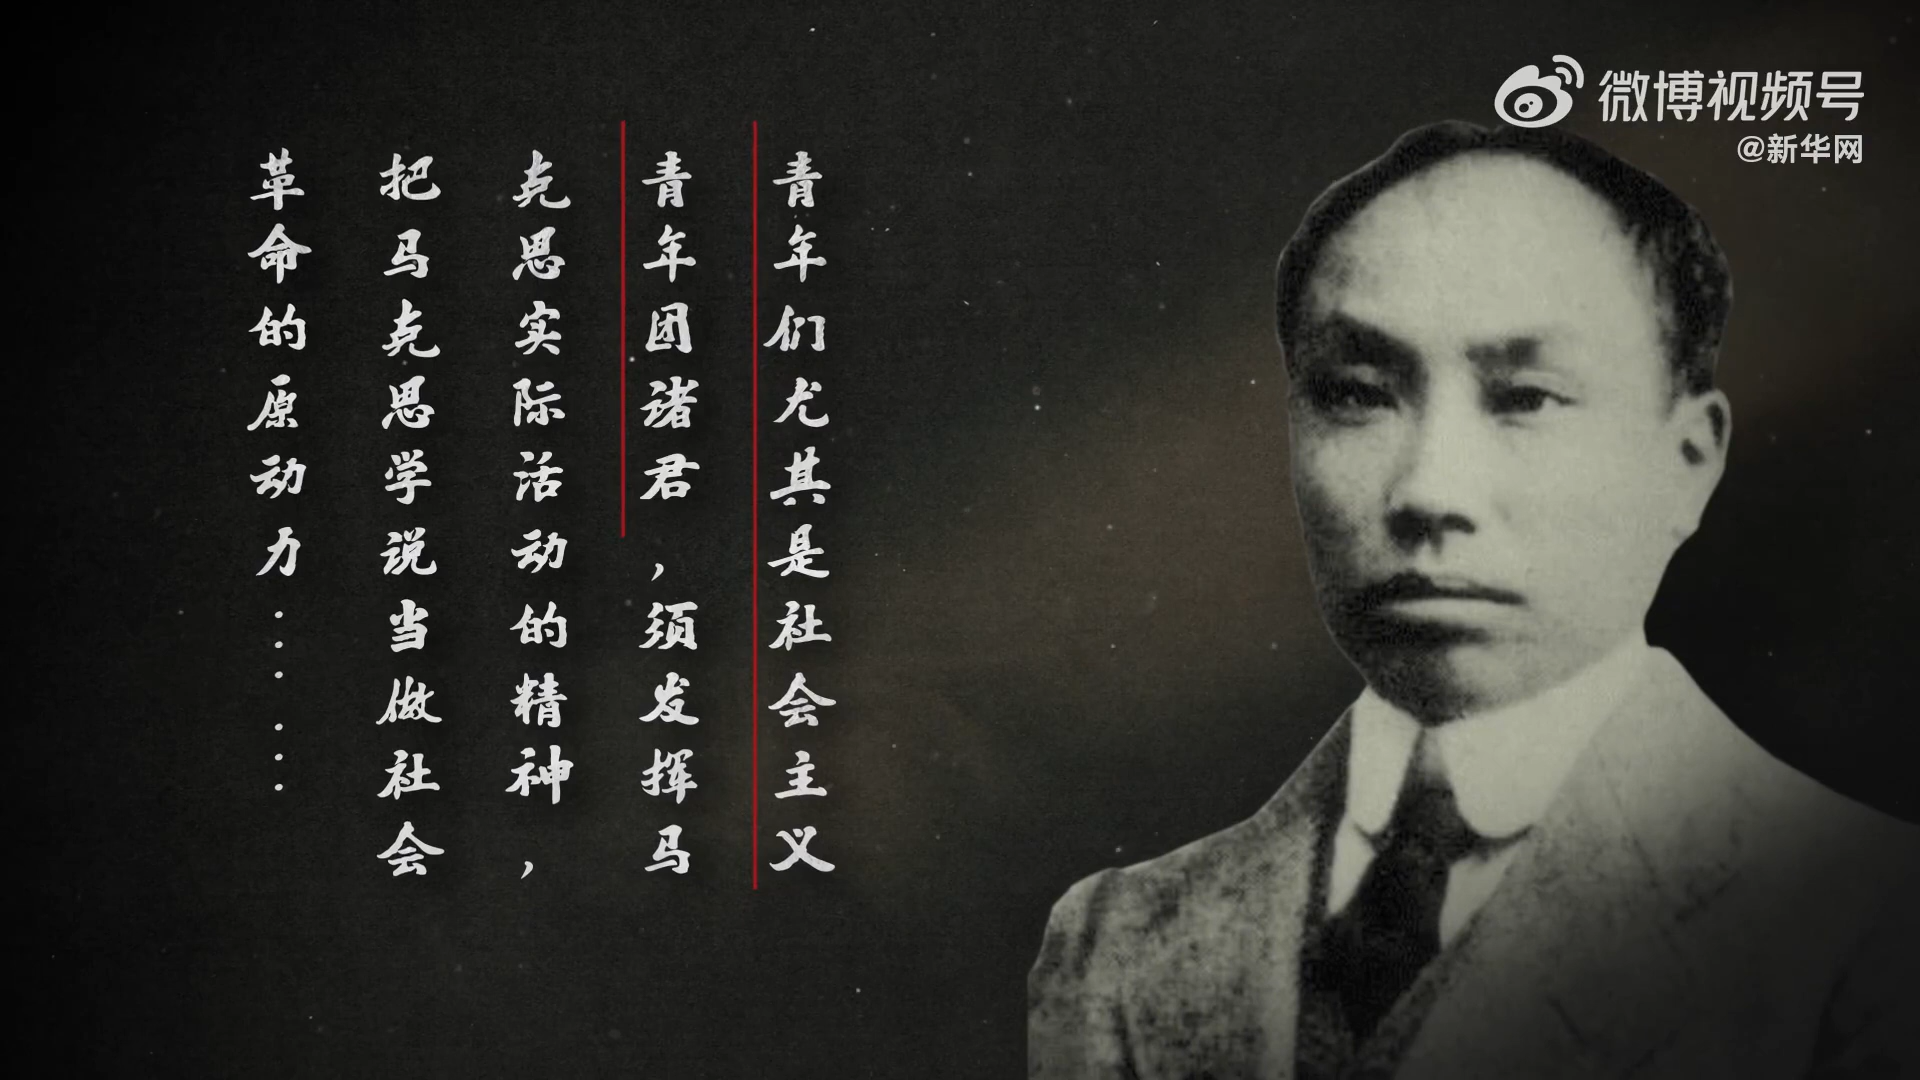 青年们尤其是社会主义
青年团诸君，须发挥马
克思实际活动的精神，
把马克思学说当做社会
革命的原动力……
微博视频号
@新华网